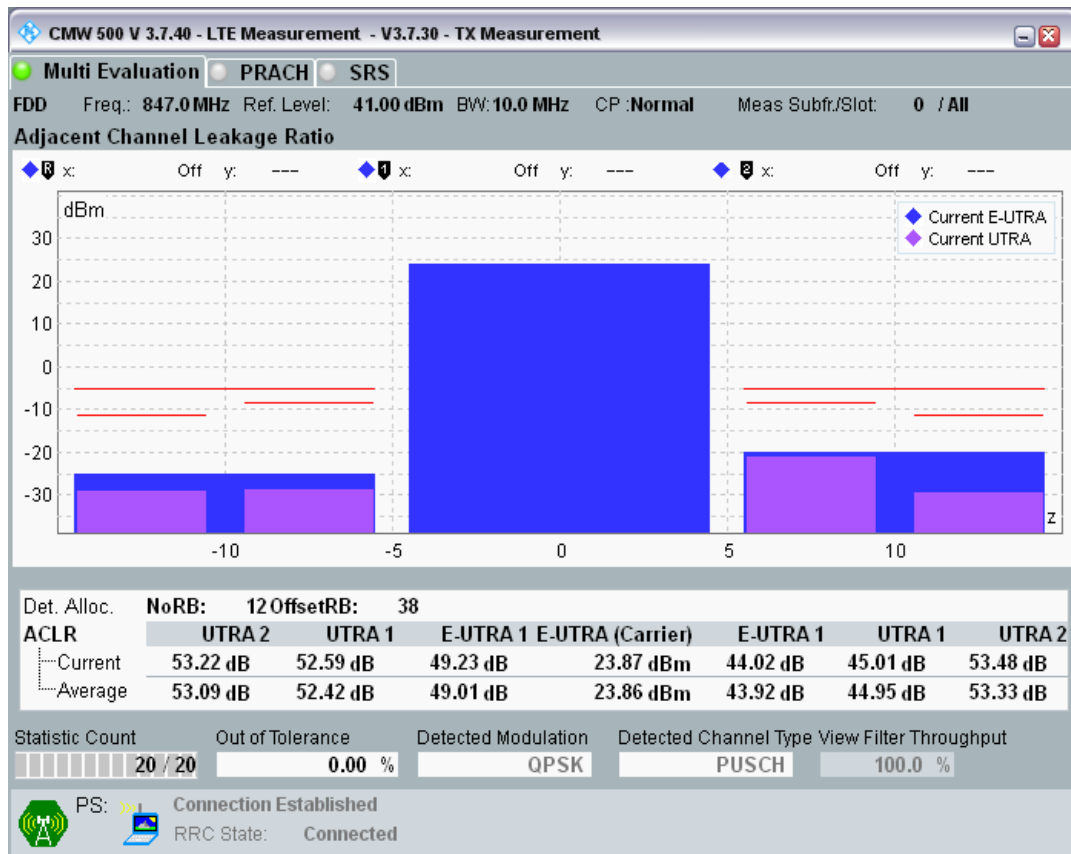 CMW 500 V 3.7.40 - LTE Measurement - V3.7.30 - TX Measurement
Multi Evaluation PRACH SRS
FDD Freq.: 847.0 MHz Ref. Level: 41.00 dBm BW: 10.0 MHz CP :Normal Meas Subfr./Slot: 0 / All
Adjacent Channel Leakage Ratio
R x: Off y: --- 1 x: Off y: --- 2 x: Off y: ---
dBm
Current E-UTRA
Current UTRA
30
20
10
0
-10
-20
-30
z
-10 -5 0 5 10
Det. Alloc. NoRB: 12 OffsetRB: 38
ACLR UTRA 2 UTRA 1 E-UTRA 1 E-UTRA (Carrier) E-UTRA 1 UTRA 1 UTRA 2
Current 53.22 dB 52.59 dB 49.23 dB 23.87 dBm 44.02 dB 45.01 dB 53.48 dB
Average 53.09 dB 52.42 dB 49.01 dB 23.86 dBm 43.92 dB 44.95 dB 53.33 dB
Statistic Count Out of Tolerance Detected Modulation Detected Channel Type View Filter Throughput
20 / 20 0.00 % QPSK PUSCH 100.0 %
PS: Connection Established
RRC State: Connected